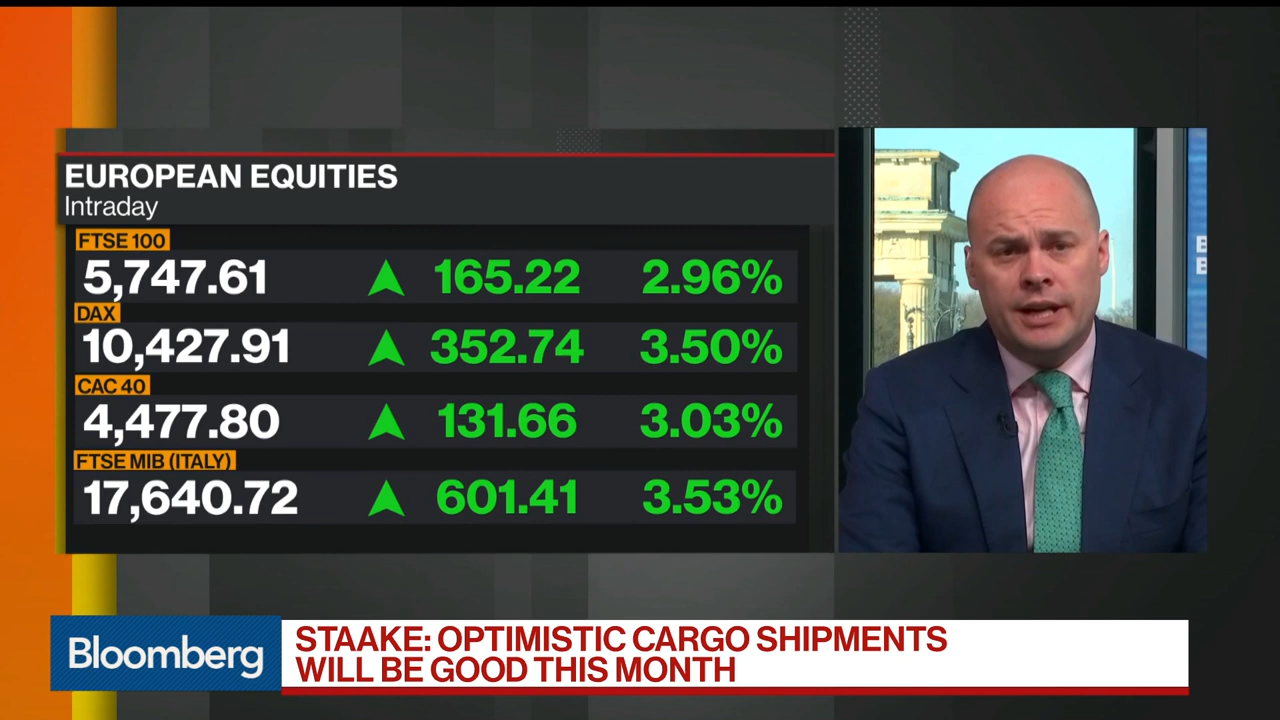 EUROPEAN EQUITIES
Intraday
FTSE 100
5,747.61 165.22 2.96%
DAX
10,427.91 352.74 3.50%
CAC 40
4,477.80 131.66 3.03%
FTSE MIB (ITALY)
17,640.72 601.41 3.53%
Bloomberg
STAAKE: OPTIMISTIC CARGO SHIPMENTS
WILL BE GOOD THIS MONTH